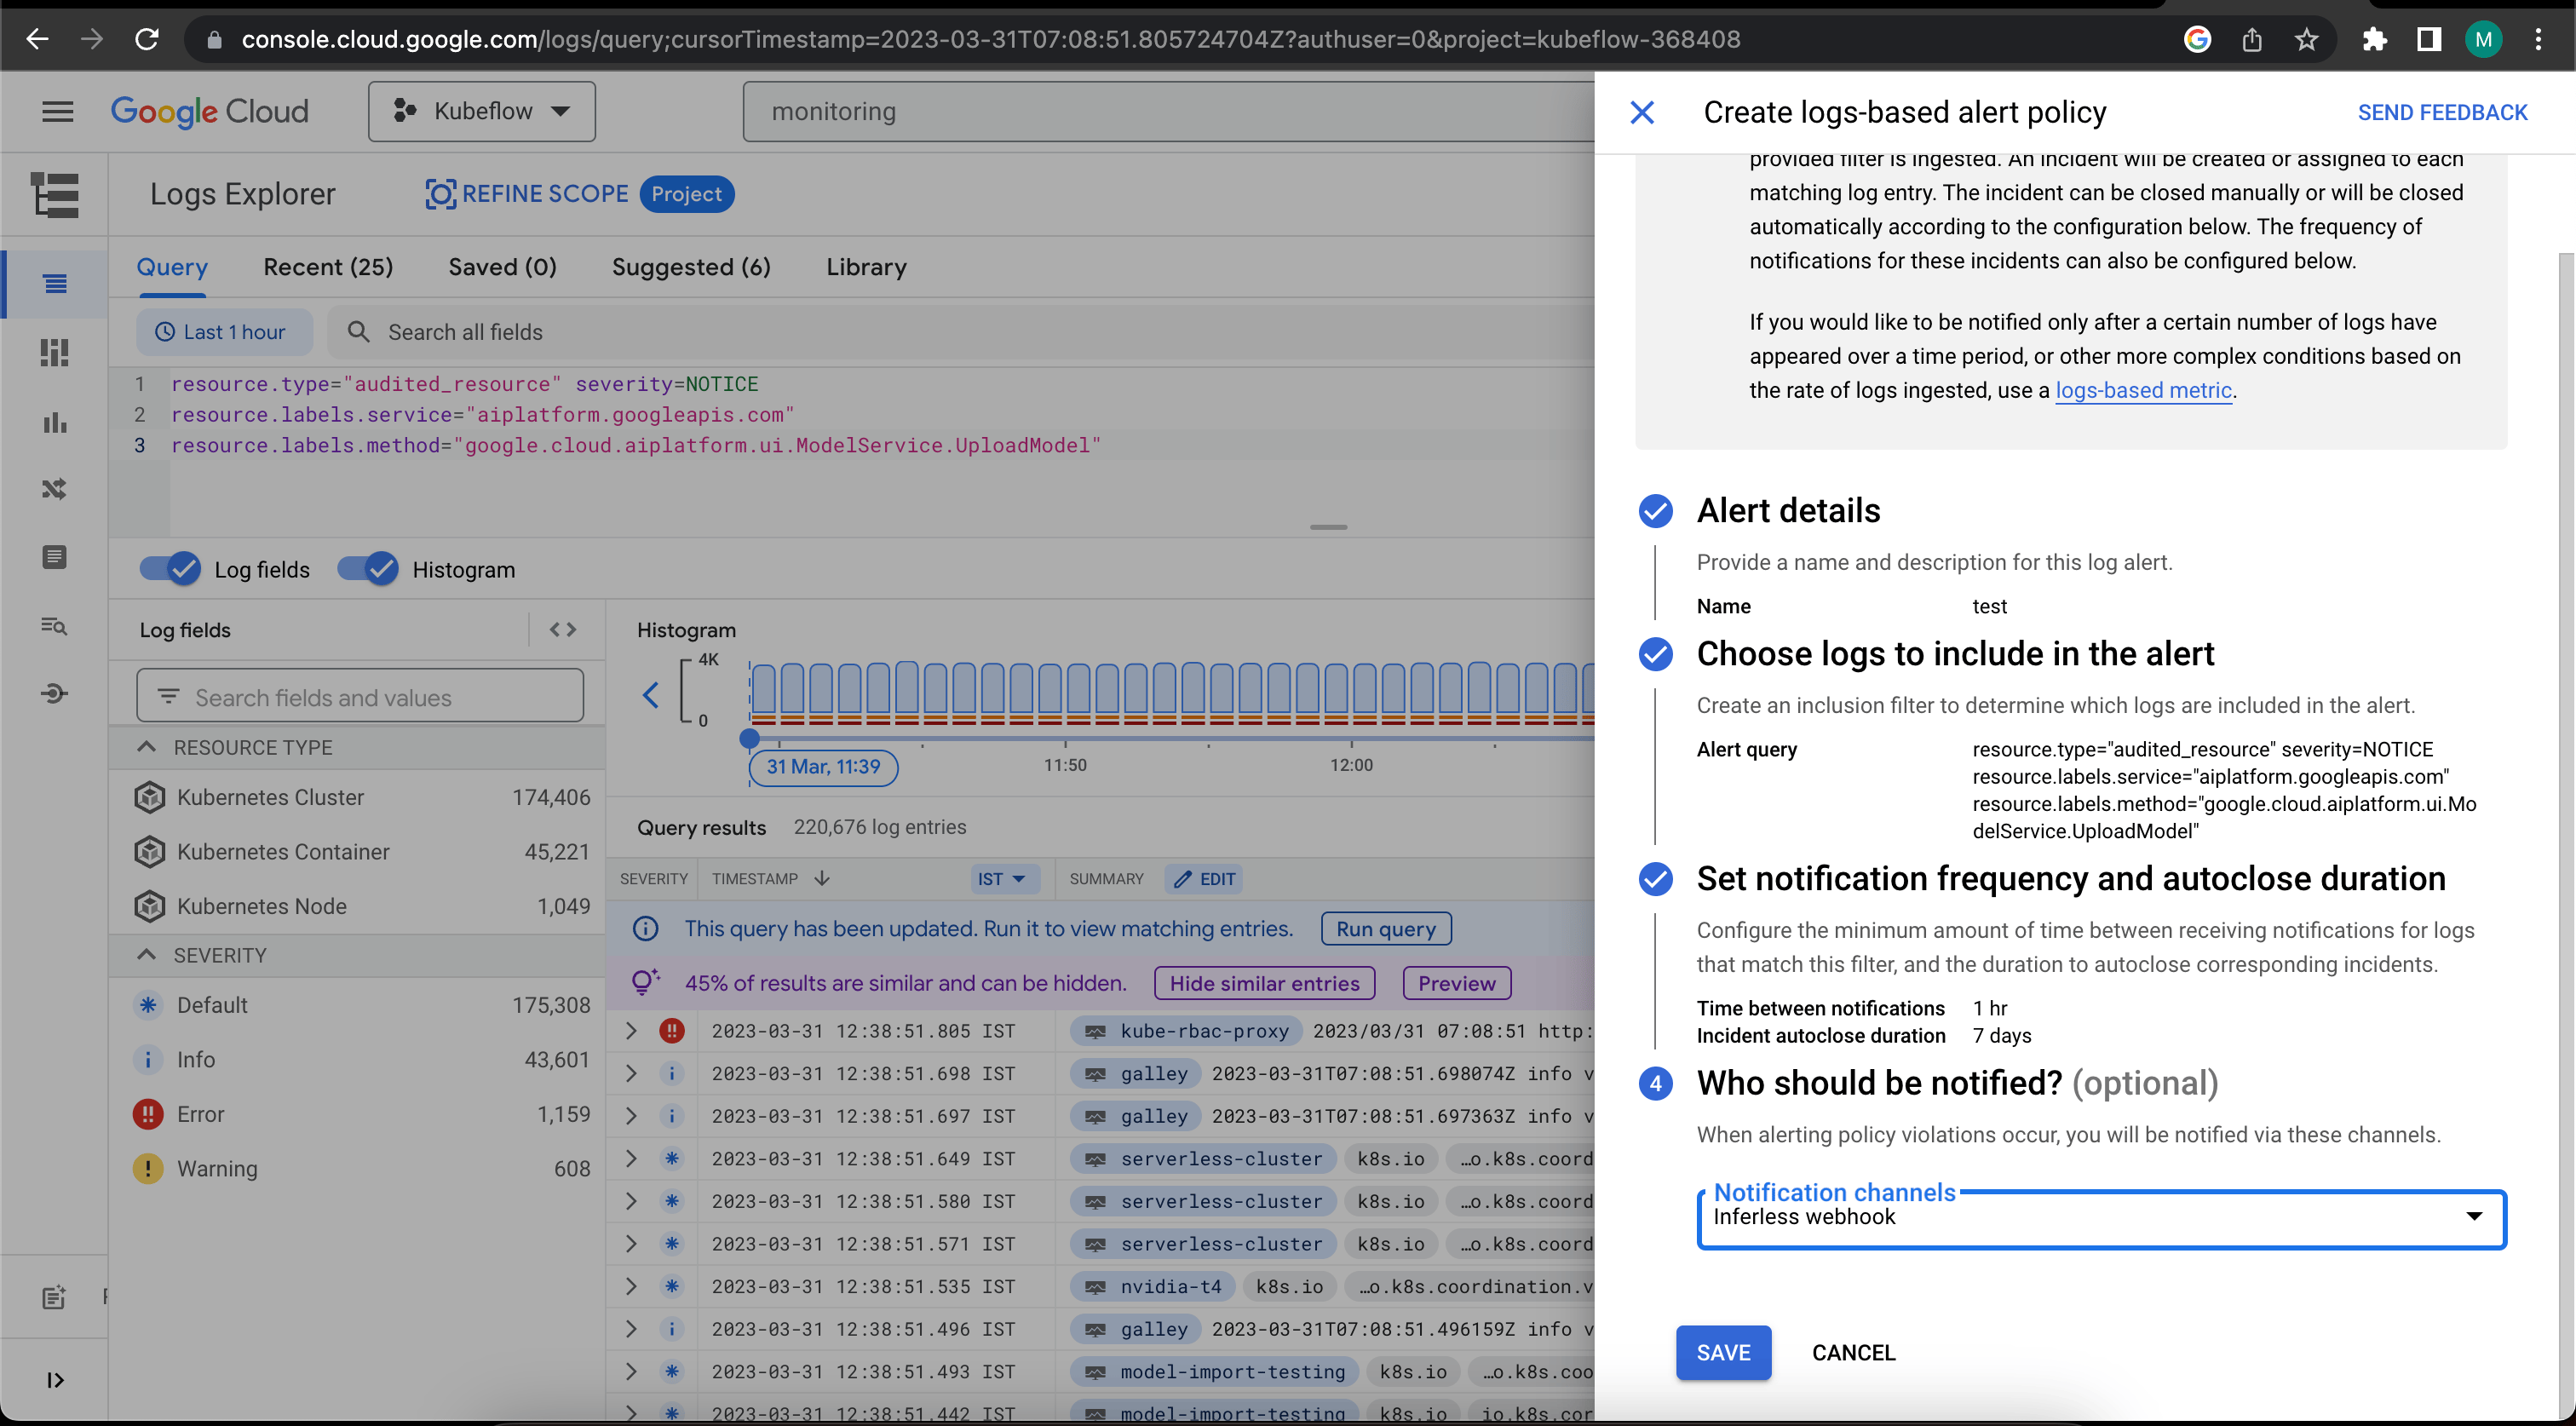 console.cloud.google.com/logs/query;cursorTimestamp=2023-03-31T07:08:51.805724704Z?authuser=0&project=kubeflow-368408
M
Google Cloud
Kubeflow
monitoring
Logs Explorer
REFINE SCOPE
Project
Query
Recent (25)
Saved (0)
Suggested (6)
Library
Last 1 hour
Search all fields
1 resource.type="audited_resource" severity=NOTICE
2 resource.labels.service="aiplatform.googleapis.com"
3 resource.labels.method="google.cloud.aiplatform.ui.ModelService.UploadModel"
Log fields
Histogram
Log fields
Search fields and values
RESOURCE TYPE
Kubernetes Cluster 174,406
Kubernetes Container 45,221
Kubernetes Node 1,049
SEVERITY
Default 175,308
Info 43,601
Error 1,159
Warning 608
Histogram
4K
0
31 Mar, 11:39
11:50
12:00
Query results 220,676 log entries
SEVERITY TIMESTAMP IST SUMMARY EDIT
This query has been updated. Run it to view matching entries. Run query
45% of results are similar and can be hidden. Hide similar entries Preview
2023-03-31 12:38:51.805 IST kube-rbac-proxy 2023/03/31 07:08:51 http:
2023-03-31 12:38:51.698 IST galley 2023-03-31T07:08:51.698074Z info v
2023-03-31 12:38:51.697 IST galley 2023-03-31T07:08:51.697363Z info v
2023-03-31 12:38:51.649 IST serverless-cluster k8s.io …o.k8s.coord
2023-03-31 12:38:51.580 IST serverless-cluster k8s.io …o.k8s.coord
2023-03-31 12:38:51.571 IST serverless-cluster k8s.io …o.k8s.coord
2023-03-31 12:38:51.535 IST nvidia-t4 k8s.io …o.k8s.coordination.v
2023-03-31 12:38:51.496 IST galley 2023-03-31T07:08:51.496159Z info v
2023-03-31 12:38:51.493 IST model-import-testing k8s.io …o.k8s.coo
2023-03-31 12:38:51.442 IST model-import-testing k8s.io io.k8s.cor
Create logs-based alert policy
SEND FEEDBACK
provided filter is ingested. An incident will be created or assigned to each
matching log entry. The incident can be closed manually or will be closed
automatically according to the configuration below. The frequency of
notifications for these incidents can also be configured below.
If you would like to be notified only after a certain number of logs have
appeared over a time period, or other more complex conditions based on
the rate of logs ingested, use a logs-based metric.
Alert details
Provide a name and description for this log alert.
Name test
Choose logs to include in the alert
Create an inclusion filter to determine which logs are included in the alert.
Alert query resource.type="audited_resource" severity=NOTICE
resource.labels.service="aiplatform.googleapis.com"
resource.labels.method="google.cloud.aiplatform.ui.Mo
delService.UploadModel"
Set notification frequency and autoclose duration
Configure the minimum amount of time between receiving notifications for logs
that match this filter, and the duration to autoclose corresponding incidents.
Time between notifications 1 hr
Incident autoclose duration 7 days
4 Who should be notified? (optional)
When alerting policy violations occur, you will be notified via these channels.
Notification channels
Inferless webhook
SAVE
CANCEL